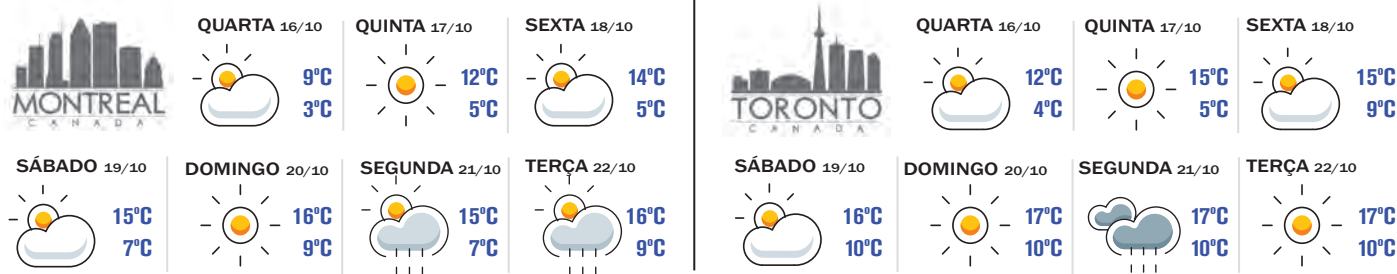 MONTREAL
CANADA
QUARTA 16/10
9ºC
3ºC
QUINTA 17/10
12ºC
5ºC
SEXTA 18/10
14ºC
5ºC
SÁBADO 19/10
15ºC
7ºC
DOMINGO 20/10
16ºC
9ºC
SEGUNDA 21/10
15ºC
7ºC
TERÇA 22/10
16ºC
9ºC
TORONTO
CANADA
QUARTA 16/10
12ºC
4ºC
QUINTA 17/10
15ºC
5ºC
SEXTA 18/10
15ºC
9ºC
SÁBADO 19/10
16ºC
10ºC
DOMINGO 20/10
17ºC
10ºC
SEGUNDA 21/10
17ºC
10ºC
TERÇA 22/10
17ºC
10ºC